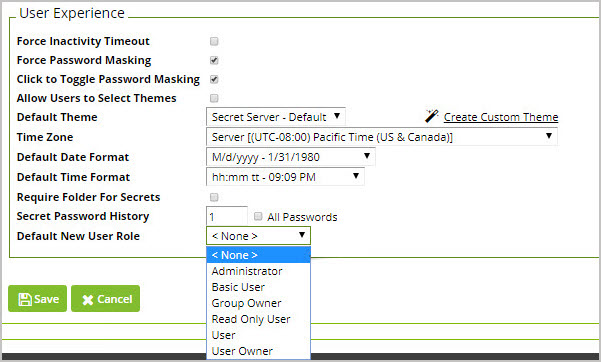 User Experience
Force Inactivity Timeout
Force Password Masking
Click to Toggle Password Masking
Allow Users to Select Themes
Default Theme Secret Server - Default Create Custom Theme
Time Zone Server [(UTC-08:00) Pacific Time (US & Canada)]
Default Date Format M/d/yyyy - 1/31/1980
Default Time Format hh:mm tt - 09:09 PM
Require Folder For Secrets
Secret Password History 1 All Passwords
Default New User Role < None >
< None >
Administrator
Basic User
Group Owner
Read Only User
User
User Owner
Save Cancel